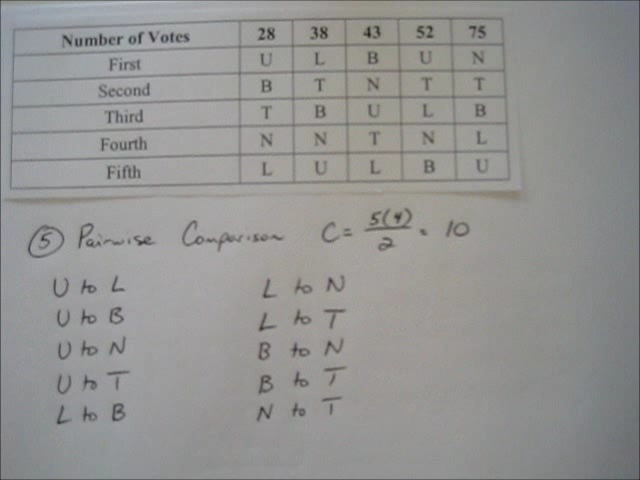 Number of Votes 28 38 43 52 75
First U L B U N
Second B T N T T
Third T B U L B
Fourth N N T N L
Fifth L U L B U
5 Pairwise Comparison C = 5(4)/2 = 10
U to L L to N
U to B L to T
U to N B to N
U to T B to T
L to B N to T